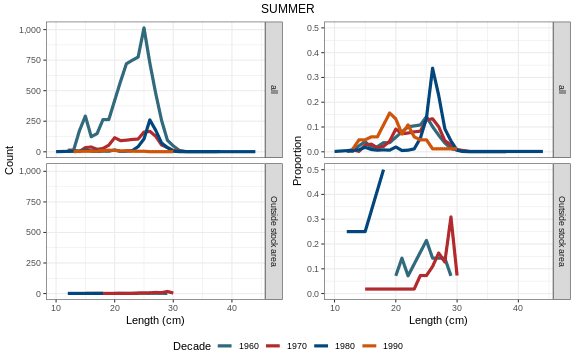 SUMMER
Count
1,000
750
500
250
0
all
1,000
750
500
250
0
Outside stock area
10 20 30 40
Length (cm)
Proportion
0.5
0.4
0.3
0.2
0.1
0.0
all
0.5
0.4
0.3
0.2
0.1
0.0
Outside stock area
10 20 30 40
Length (cm)
Decade 1960 1970 1980 1990